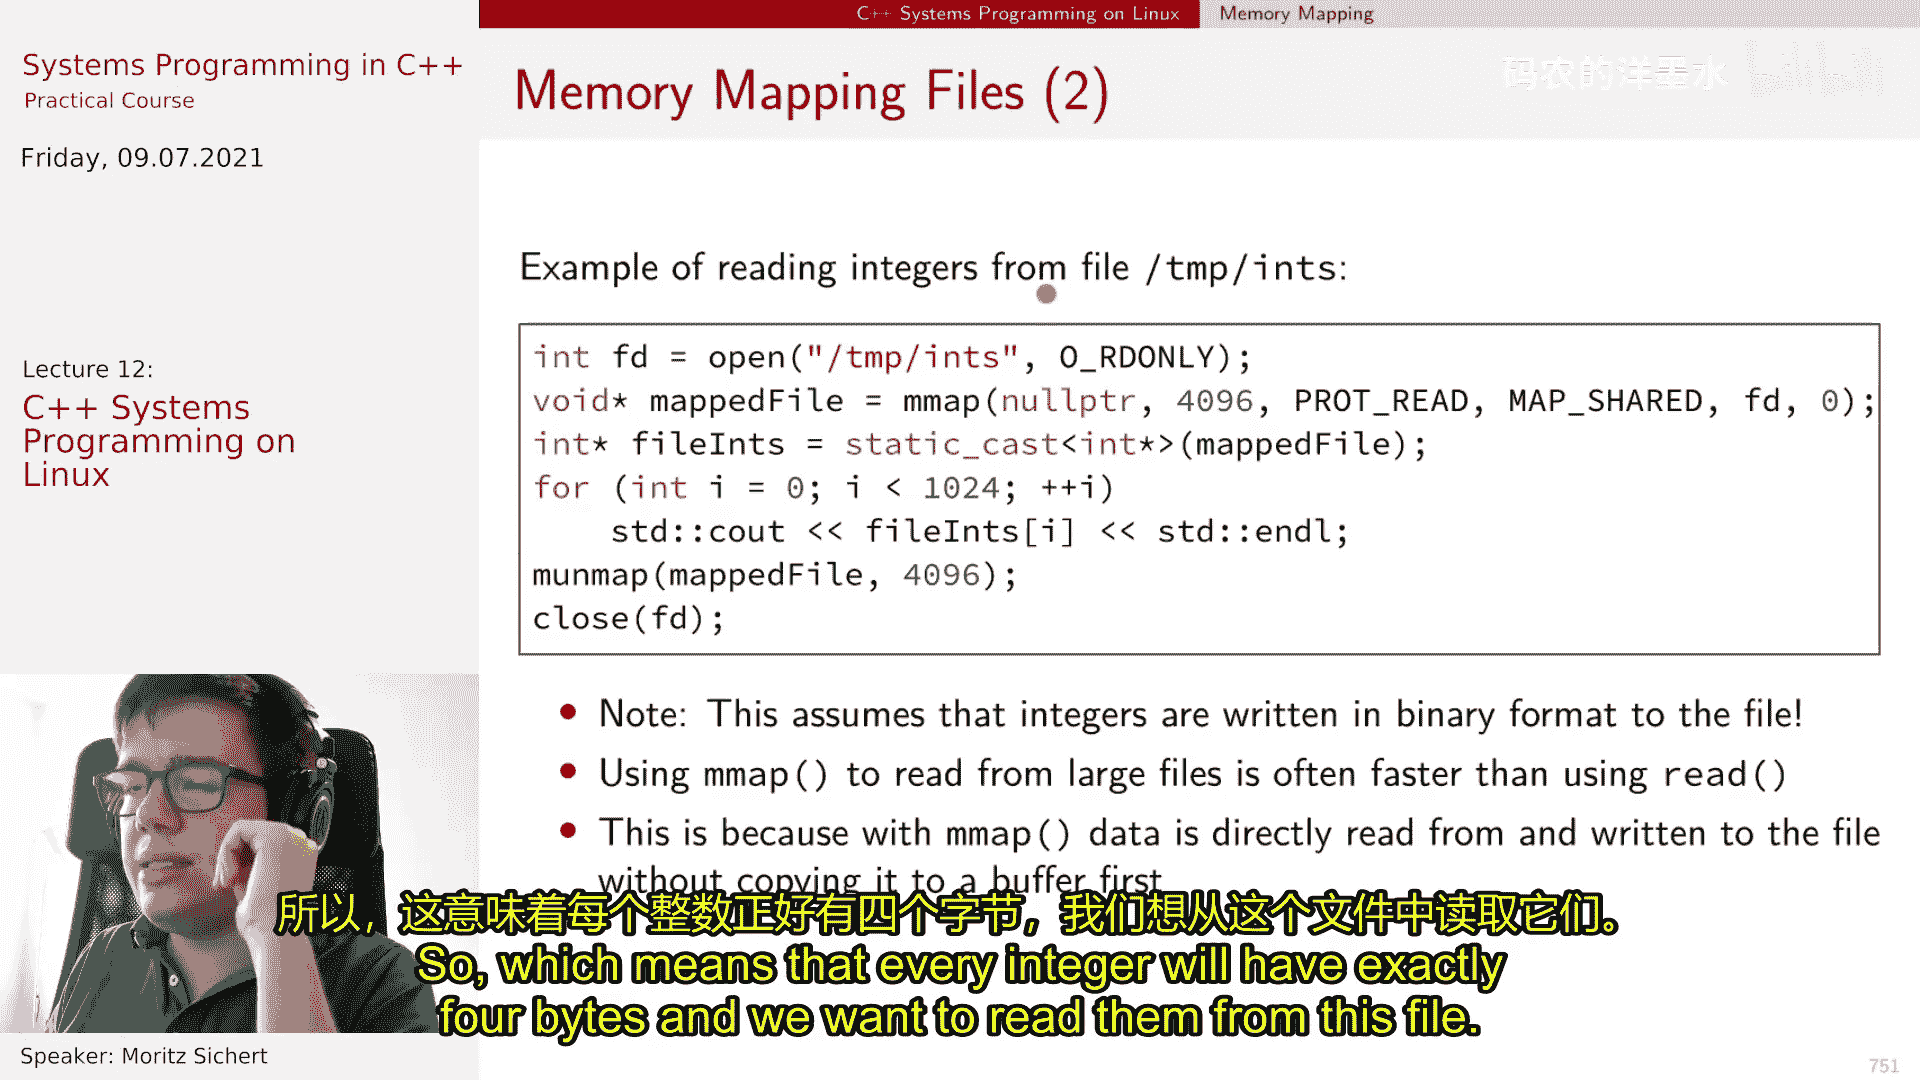 C++ Systems Programming on Linux
Memory Mapping
Systems Programming in C++
Practical Course
Friday, 09.07.2021
Lecture 12:
C++ Systems
Programming on
Linux
Speaker: Moritz Sichert
Memory Mapping Files (2)
码农的洋墨水
Example of reading integers from file /tmp/ints:
int fd = open("/tmp/ints", O_RDONLY);
void* mappedFile = mmap(nullptr, 4096, PROT_READ, MAP_SHARED, fd, 0);
int* fileInts = static_cast<int*>(mappedFile);
for (int i = 0; i < 1024; ++i)
    std::cout << fileInts[i] << std::endl;
munmap(mappedFile, 4096);
close(fd);
• Note: This assumes that integers are written in binary format to the file!
• Using mmap() to read from large files is often faster than using read()
• This is because with mmap() data is directly read from and written to the file
without copying it to a buffer first
所以，这意味着每个整数正好有四个字节，我们想从这个文件中读取它们。
So, which means that every integer will have exactly
four bytes and we want to read them from this file.
751